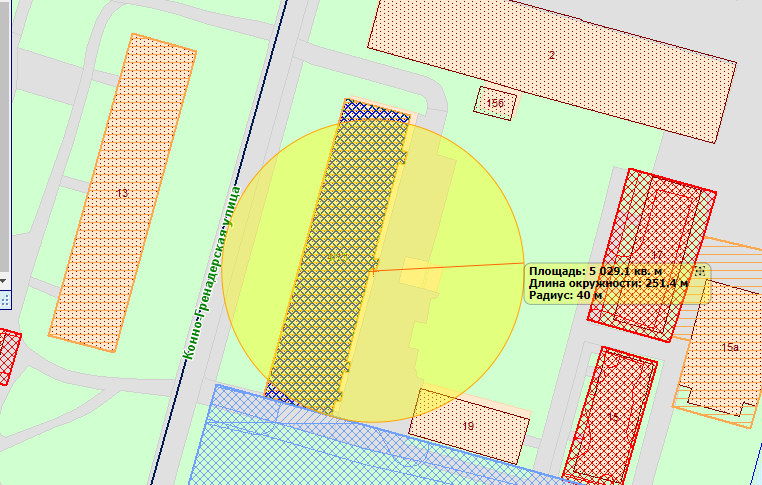 2
156
13
Конно-Гренадерская улица
Площадь: 5 029.1 кв. м
Длина окружности: 251.4 м
Радиус: 40 м
15а
15
19